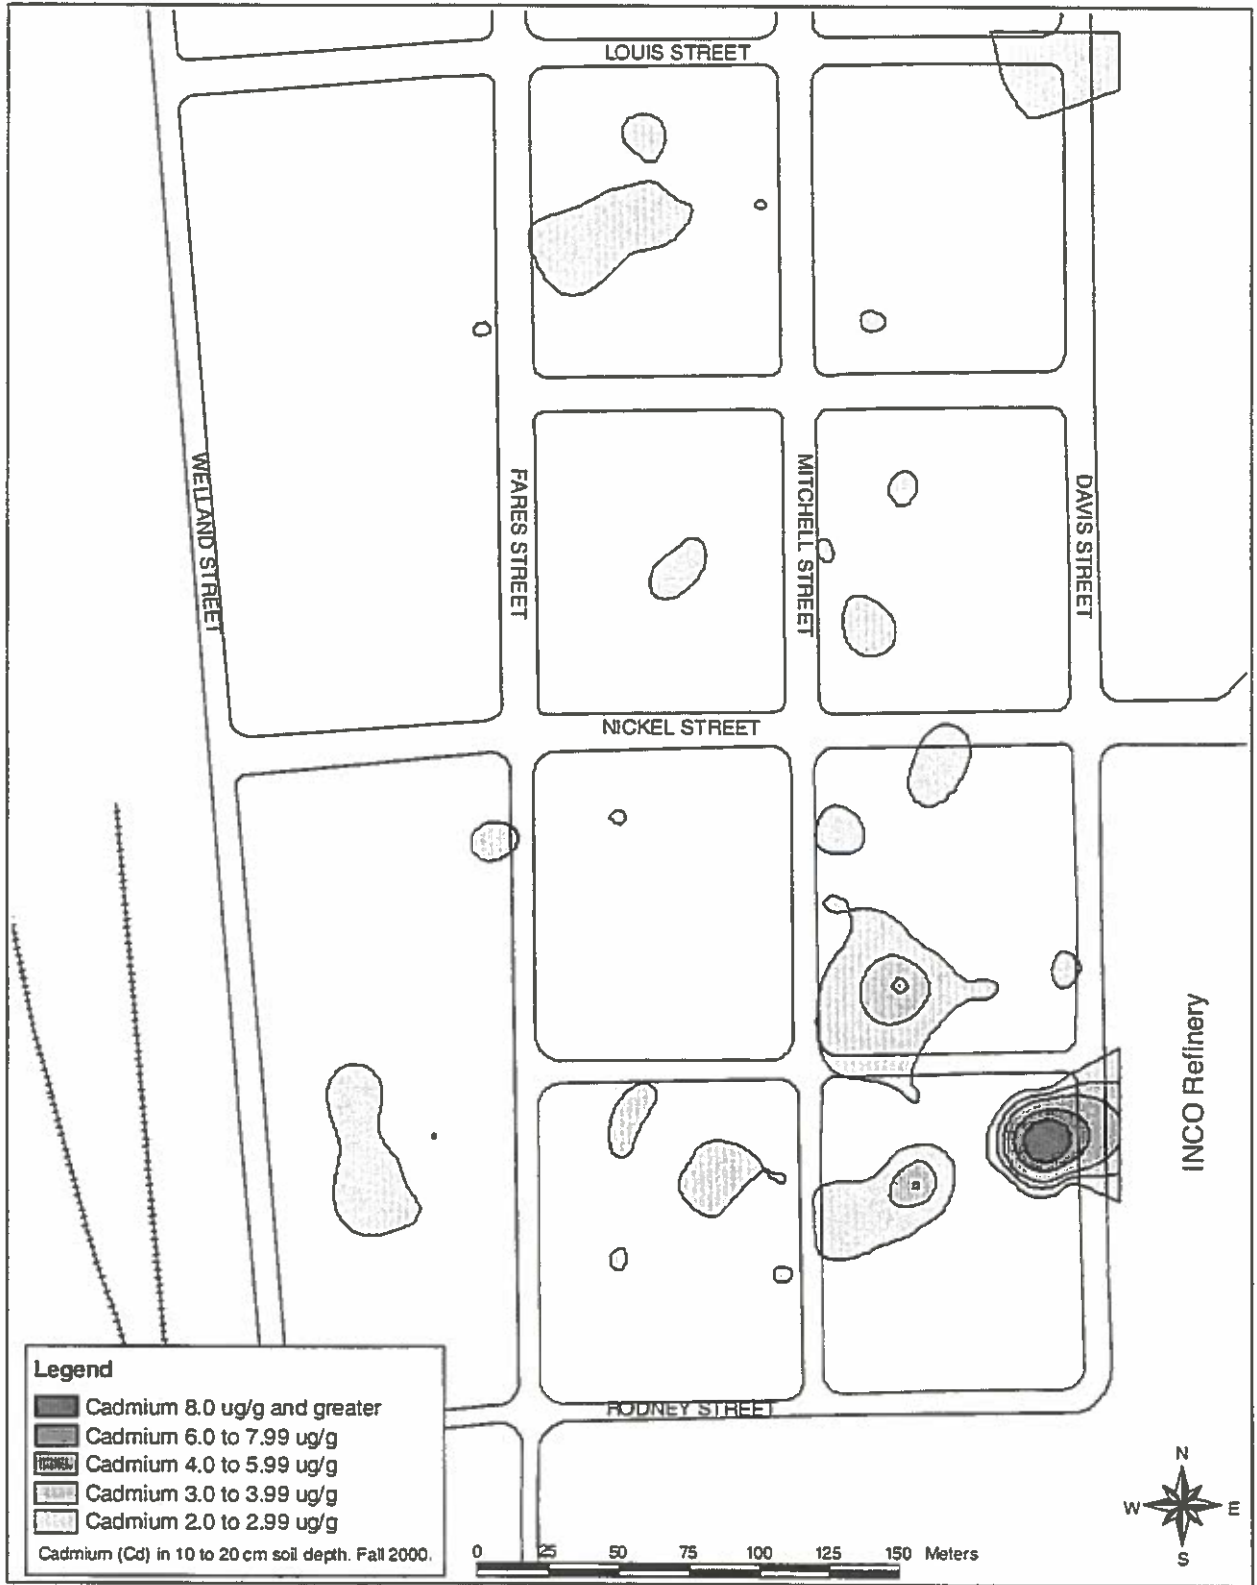 LOUIS STREET
WELLAND STREET
FARES STREET
MITCHELL STREET
DAVIS STREET
NICKEL STREET
INCO Refinery
RODNEY STREET
Legend
Cadmium 8.0 ug/g and greater
Cadmium 6.0 to 7.99 ug/g
Cadmium 4.0 to 5.99 ug/g
Cadmium 3.0 to 3.99 ug/g
Cadmium 2.0 to 2.99 ug/g
Cadmium (Cd) in 10 to 20 cm soil depth. Fall 2000.
0 25 50 75 100 125 150 Meters
N
W E
S